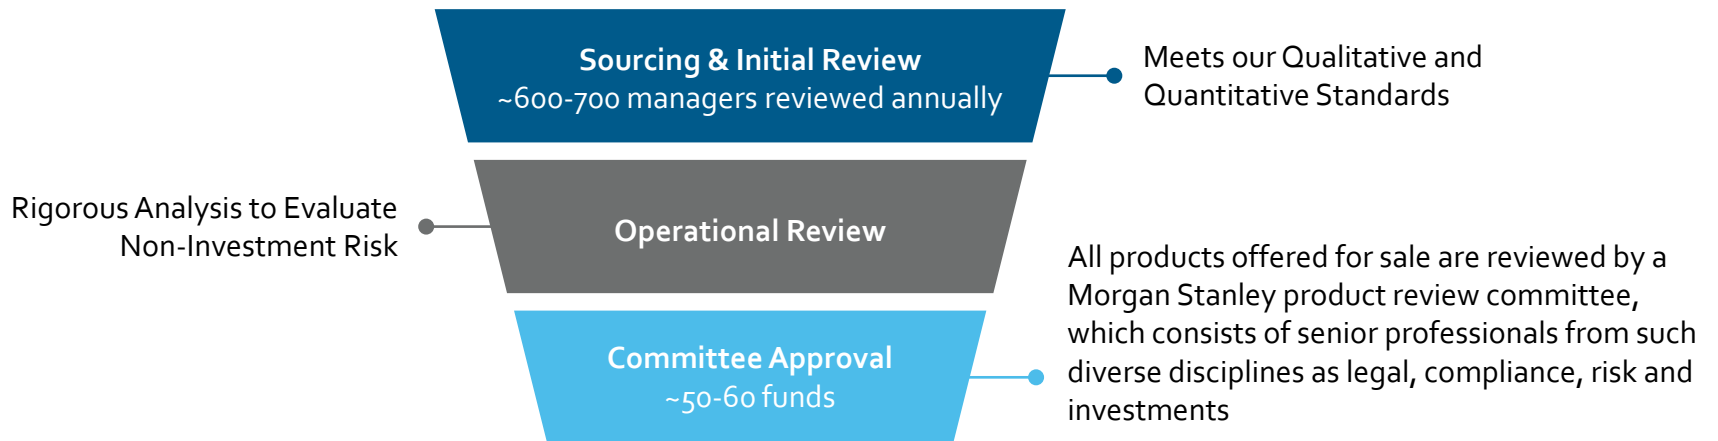 Sourcing & Initial Review
~600-700 managers reviewed annually
Meets our Qualitative and
Quantitative Standards
Rigorous Analysis to Evaluate
Non-Investment Risk
Operational Review
Committee Approval
~50-60 funds
All products offered for sale are reviewed by a
Morgan Stanley product review committee,
which consists of senior professionals from such
diverse disciplines as legal, compliance, risk and
investments